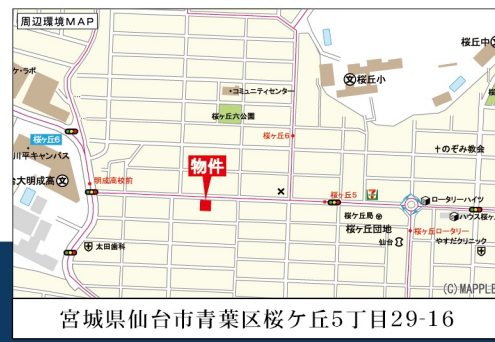 周辺環境MAP
桜丘中
ケ・ラボ
桜丘小
コミュニティセンター
桜ヶ丘六公園
桜ケ丘6
桜ケ丘6
川平キャンパス
のぞみ教会
物件
台大明成高
明成高校前
桜ケ丘5
7
ロータリーハイツ
桜ケ丘局
ハウス桜ヶ
桜ケ丘団地
桜ケ丘ロータリー
太田歯科
仙台
やすだクリニック
(C)MAPPLE
宮城県仙台市青葉区桜ケ丘5丁目29-16